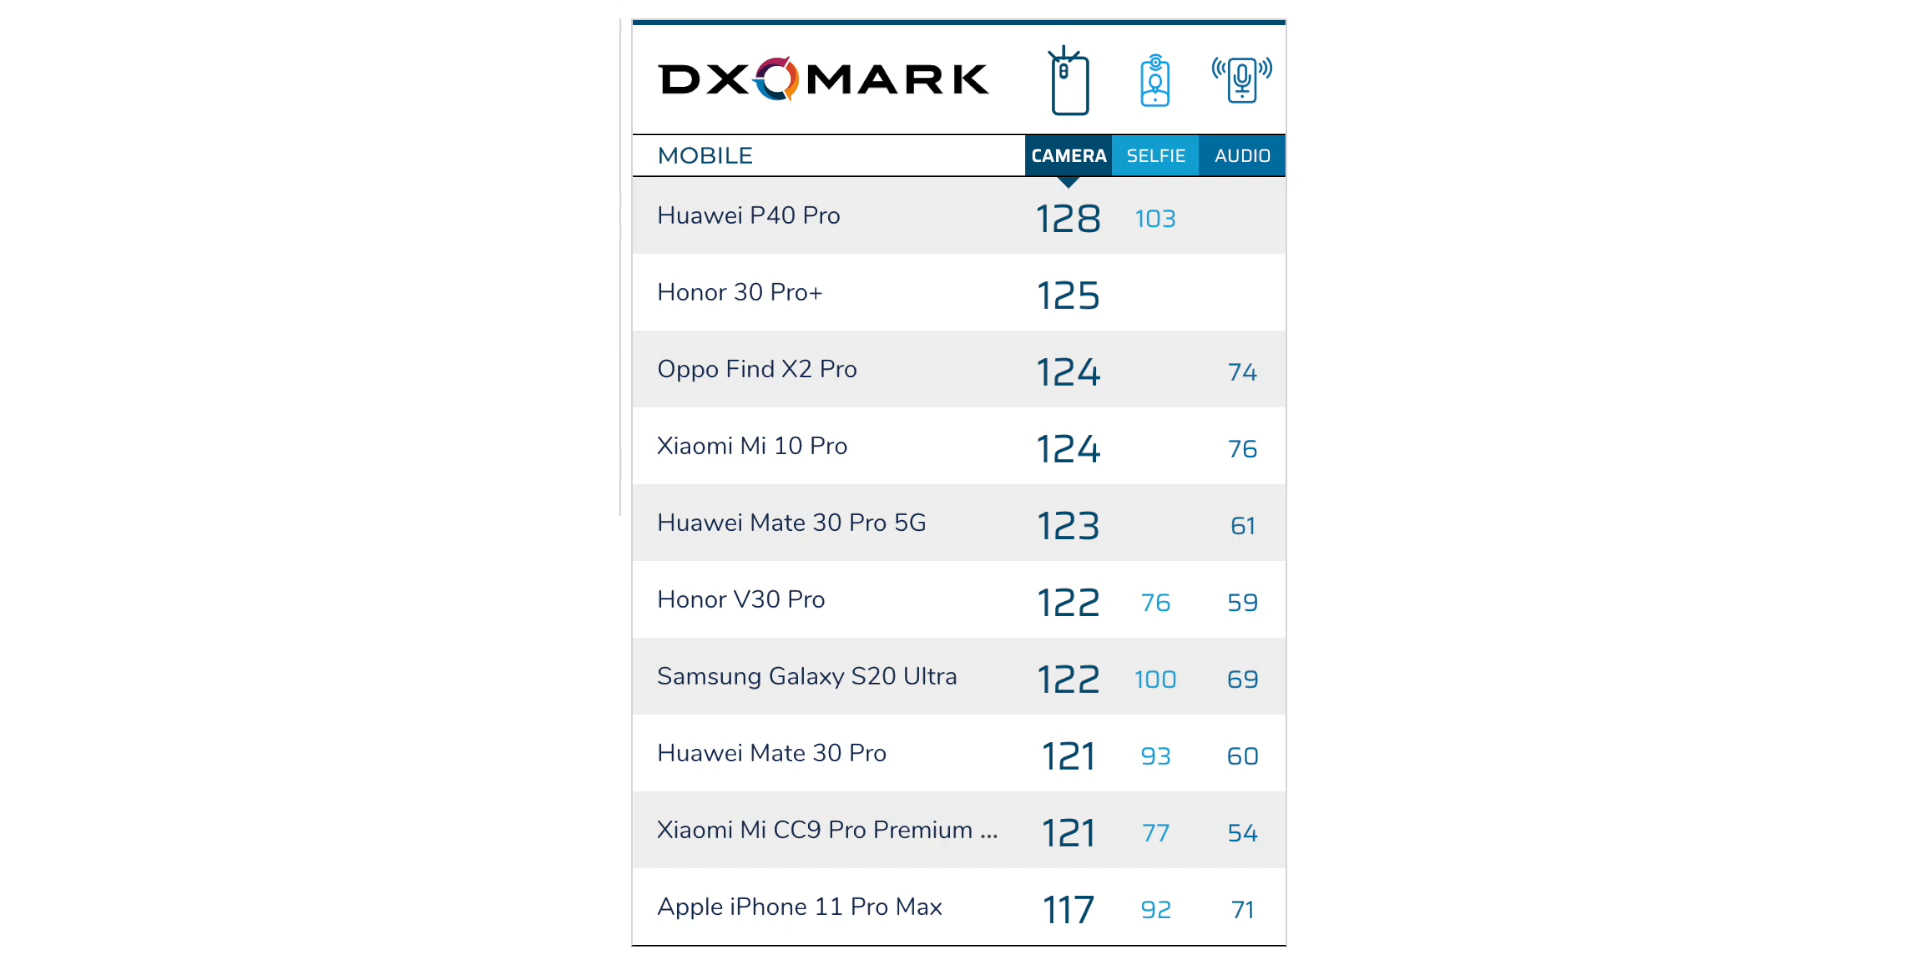 DXOMARK
MOBILE CAMERA SELFIE AUDIO
Huawei P40 Pro 128 103
Honor 30 Pro+ 125
Oppo Find X2 Pro 124 74
Xiaomi Mi 10 Pro 124 76
Huawei Mate 30 Pro 5G 123 61
Honor V30 Pro 122 76 59
Samsung Galaxy S20 Ultra 122 100 69
Huawei Mate 30 Pro 121 93 60
Xiaomi Mi CC9 Pro Premium ... 121 77 54
Apple iPhone 11 Pro Max 117 92 71